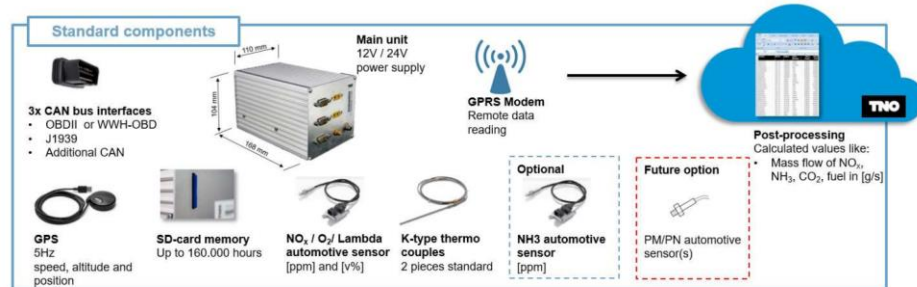 Standard components
110 mm
104 mm
168 mm
Main unit
12V / 24V
power supply
GPRS Modem
Remote data
reading
TNO
3x CAN bus interfaces
• OBDII or WWH-OBD
• J1939
• Additional CAN
Post-processing
Calculated values like:
• Mass flow of NOₓ,
NH₃, CO₂, fuel in [g/s]
GPS
5Hz
speed, altitude and
position
SD-card memory
Up to 160.000 hours
NOₓ / O₂/ Lambda
automotive sensor
[ppm] and [v%]
K-type thermo
couples
2 pieces standard
Optional
NH3 automotive
sensor
[ppm]
Future option
PM/PN automotive
sensor(s)